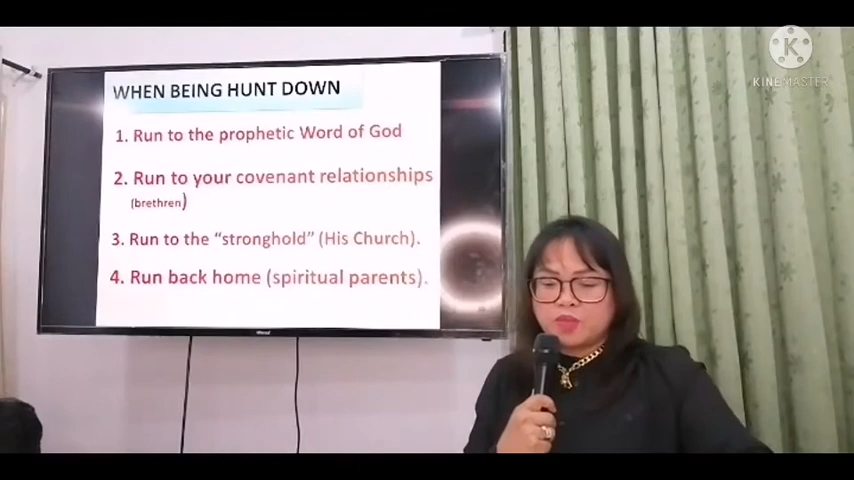 WHEN BEING HUNT DOWN
1. Run to the prophetic Word of God
2. Run to your covenant relationships
(brethren)
3. Run to the “stronghold” (His Church).
4. Run back home (spiritual parents).
K
KINEMASTER